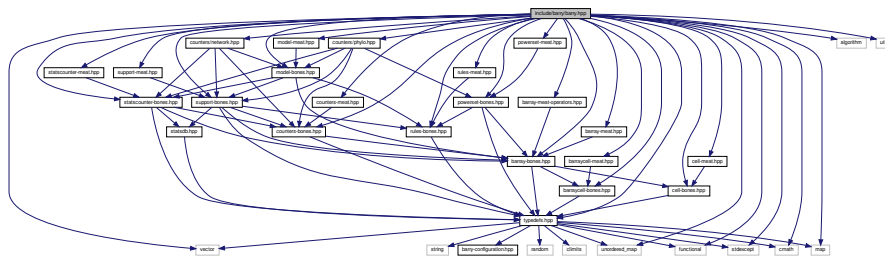 include/barry/barry.hpp
counters/network.hpp
model-meat.hpp
counters/phylo.hpp
powerset-meat.hpp
algorithm
statscounter-meat.hpp
support-meat.hpp
model-bones.hpp
rules-meat.hpp
statscounter-bones.hpp
support-bones.hpp
counters-meat.hpp
powerset-bones.hpp
barray-meat-operators.hpp
statsdb.hpp
counters-bones.hpp
rules-bones.hpp
barray-meat.hpp
barray-bones.hpp
barraycell-meat.hpp
cell-meat.hpp
barraycell-bones.hpp
cell-bones.hpp
typedefs.hpp
vector
string
barry-configuration.hpp
random
climits
unordered_map
functional
stdexcept
cmath
map